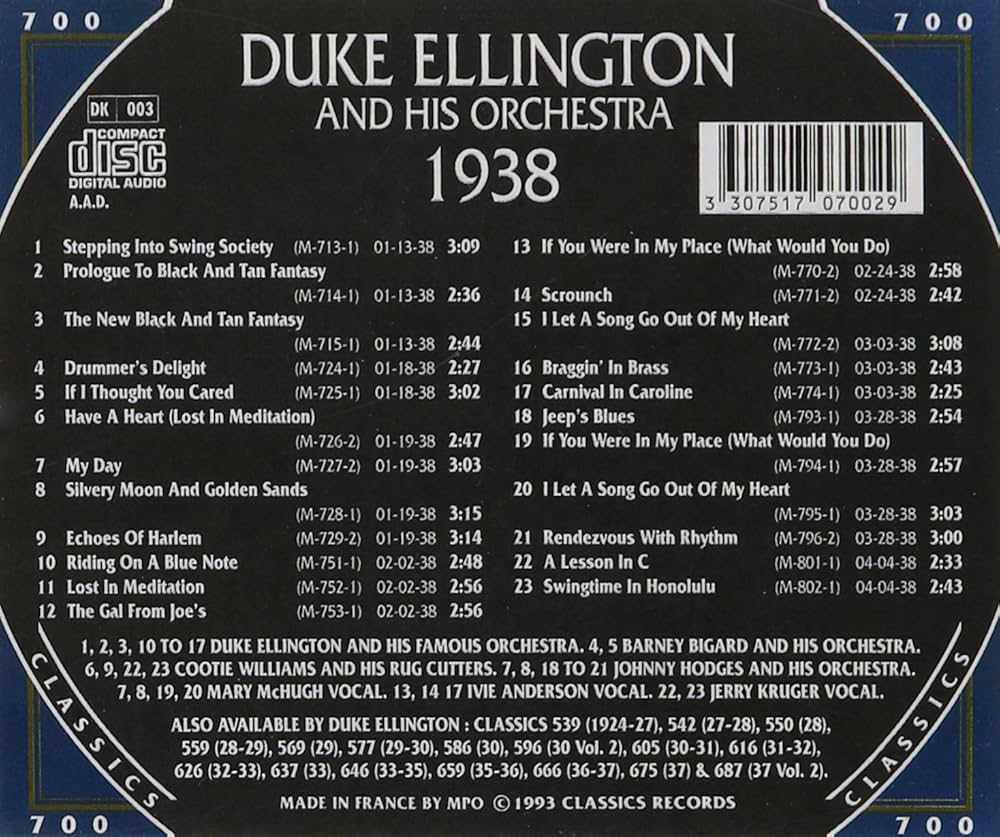 700
700
DUKE ELLINGTON
AND HIS ORCHESTRA
1938
DK 003
COMPACT
disc
DIGITAL AUDIO
A.A.D.
3 307517 070029
1 Stepping Into Swing Society (M-713-1) 01-13-38 3:09
2 Prologue To Black And Tan Fantasy
(M-714-1) 01-13-38 2:36
3 The New Black And Tan Fantasy
(M-715-1) 01-13-38 2:44
4 Drummer's Delight (M-724-1) 01-18-38 2:27
5 If I Thought You Cared (M-725-1) 01-18-38 3:02
6 Have A Heart (Lost In Meditation)
(M-726-2) 01-19-38 2:47
7 My Day (M-727-2) 01-19-38 3:03
8 Silvery Moon And Golden Sands
(M-728-1) 01-19-38 3:15
9 Echoes Of Harlem (M-729-2) 01-19-38 3:14
10 Riding On A Blue Note (M-751-1) 02-02-38 2:48
11 Lost In Meditation (M-752-1) 02-02-38 2:56
12 The Gal From Joe's (M-753-1) 02-02-38 2:56
13 If You Were In My Place (What Would You Do)
(M-770-2) 02-24-38 2:58
14 Scrounch (M-771-2) 02-24-38 2:42
15 I Let A Song Go Out Of My Heart
(M-772-2) 03-03-38 3:08
16 Braggin' In Brass (M-773-1) 03-03-38 2:43
17 Carnival In Caroline (M-774-1) 03-03-38 2:25
18 Jeep's Blues (M-793-1) 03-28-38 2:54
19 If You Were In My Place (What Would You Do)
(M-794-1) 03-28-38 2:57
20 I Let A Song Go Out Of My Heart
(M-795-1) 03-28-38 3:03
21 Rendezvous With Rhythm (M-796-2) 03-28-38 3:00
22 A Lesson In C (M-801-1) 04-04-38 2:33
23 Swingtime In Honolulu (M-802-1) 04-04-38 2:43
1, 2, 3, 10 TO 17 DUKE ELLINGTON AND HIS FAMOUS ORCHESTRA. 4, 5 BARNEY BIGARD AND HIS ORCHESTRA.
6, 9, 22, 23 COOTIE WILLIAMS AND HIS RUG CUTTERS. 7, 8, 18 TO 21 JOHNNY HODGES AND HIS ORCHESTRA.
7, 8, 19, 20 MARY McHUGH VOCAL. 13, 14 17 IVIE ANDERSON VOCAL. 22, 23 JERRY KRUGER VOCAL.
ALSO AVAILABLE BY DUKE ELLINGTON : CLASSICS 539 (1924-27), 542 (27-28), 550 (28),
559 (28-29), 569 (29), 577 (29-30), 586 (30), 596 (30 Vol. 2), 605 (30-31), 616 (31-32),
626 (32-33), 637 (33), 646 (33-35), 659 (35-36), 666 (36-37), 675 (37) & 687 (37 Vol. 2).
MADE IN FRANCE BY MPO © 1993 CLASSICS RECORDS
CLASSICS
CLASSICS
700
700